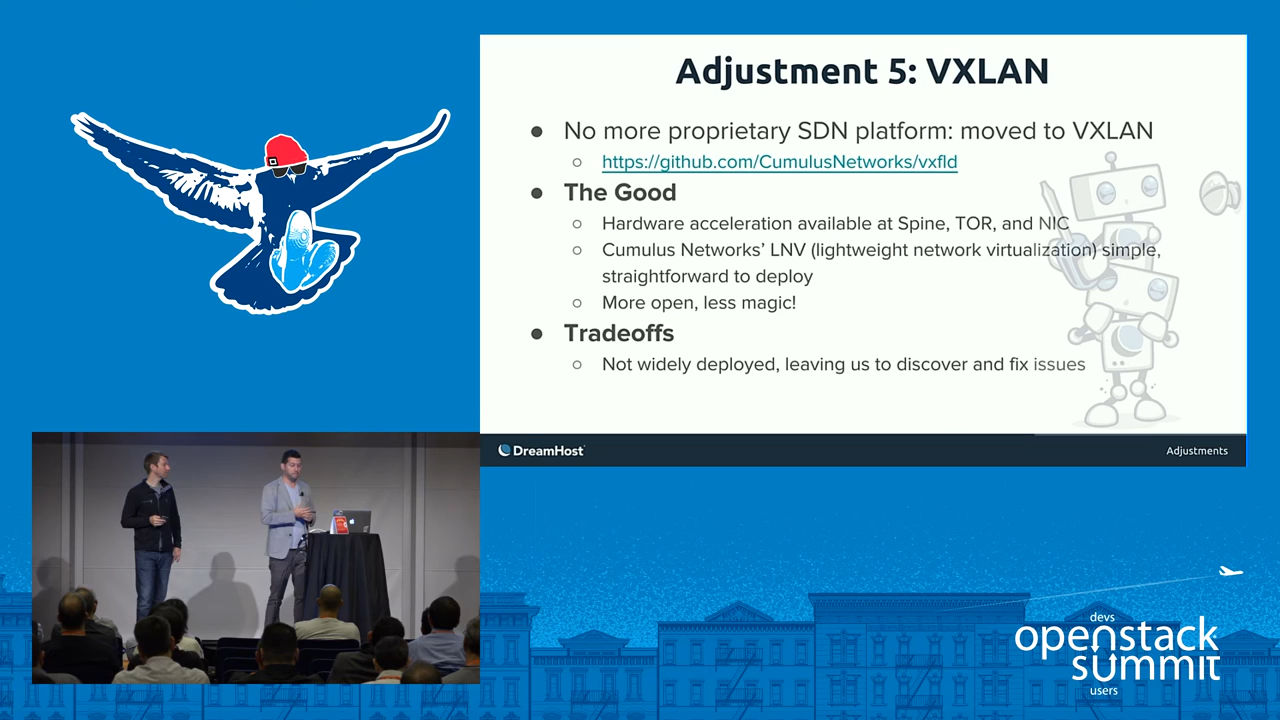 Adjustment 5: VXLAN
● No more proprietary SDN platform: moved to VXLAN
○ https://github.com/CumulusNetworks/vxfld
● The Good
○ Hardware acceleration available at Spine, TOR, and NIC
○ Cumulus Networks’ LNV (lightweight network virtualization) simple,
straightforward to deploy
○ More open, less magic!
● Tradeoffs
○ Not widely deployed, leaving us to discover and fix issues
DreamHost
Adjustments
devs
openstack
summit
users